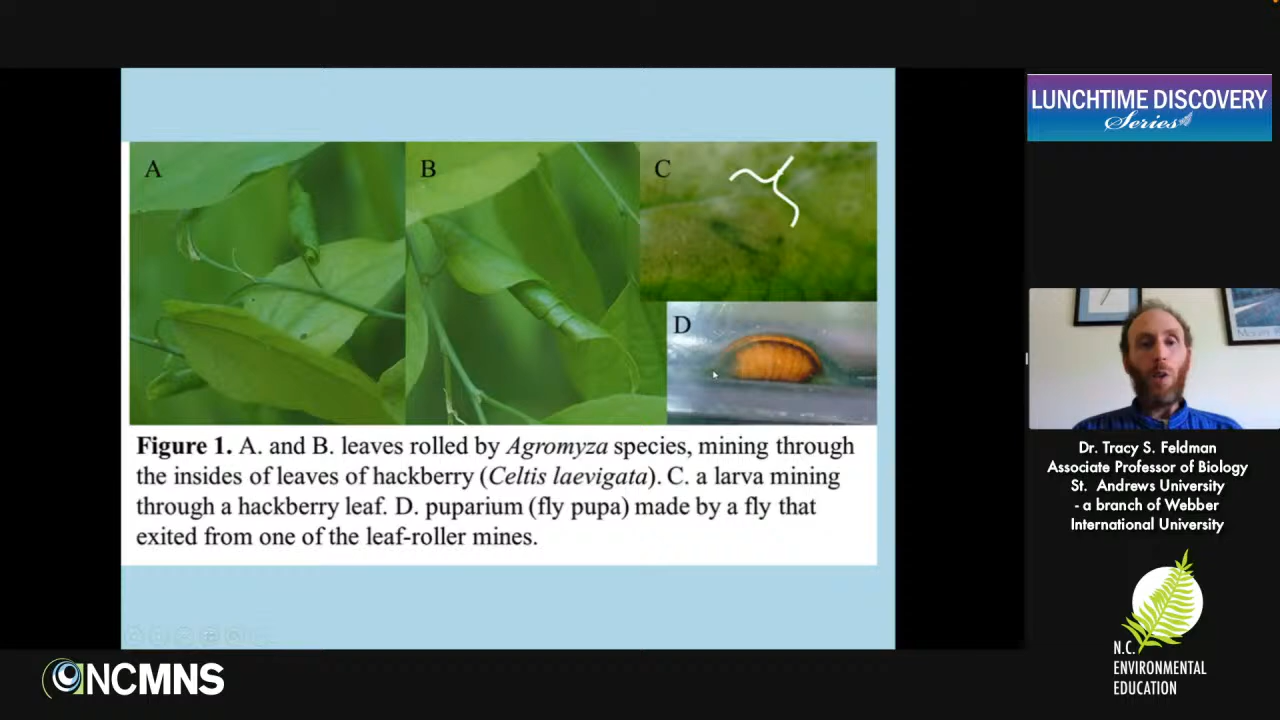 LUNCHTIME DISCOVERY
Series
A
B
C
D
Figure 1. A. and B. leaves rolled by Agromyza species, mining through
the insides of leaves of hackberry (Celtis laevigata). C. a larva mining
through a hackberry leaf. D. puparium (fly pupa) made by a fly that
exited from one of the leaf-roller mines.
Dr. Tracy S. Feldman
Associate Professor of Biology
St. Andrews University
- a branch of Webber
International University
N.C.
ENVIRONMENTAL
EDUCATION
NCMNS